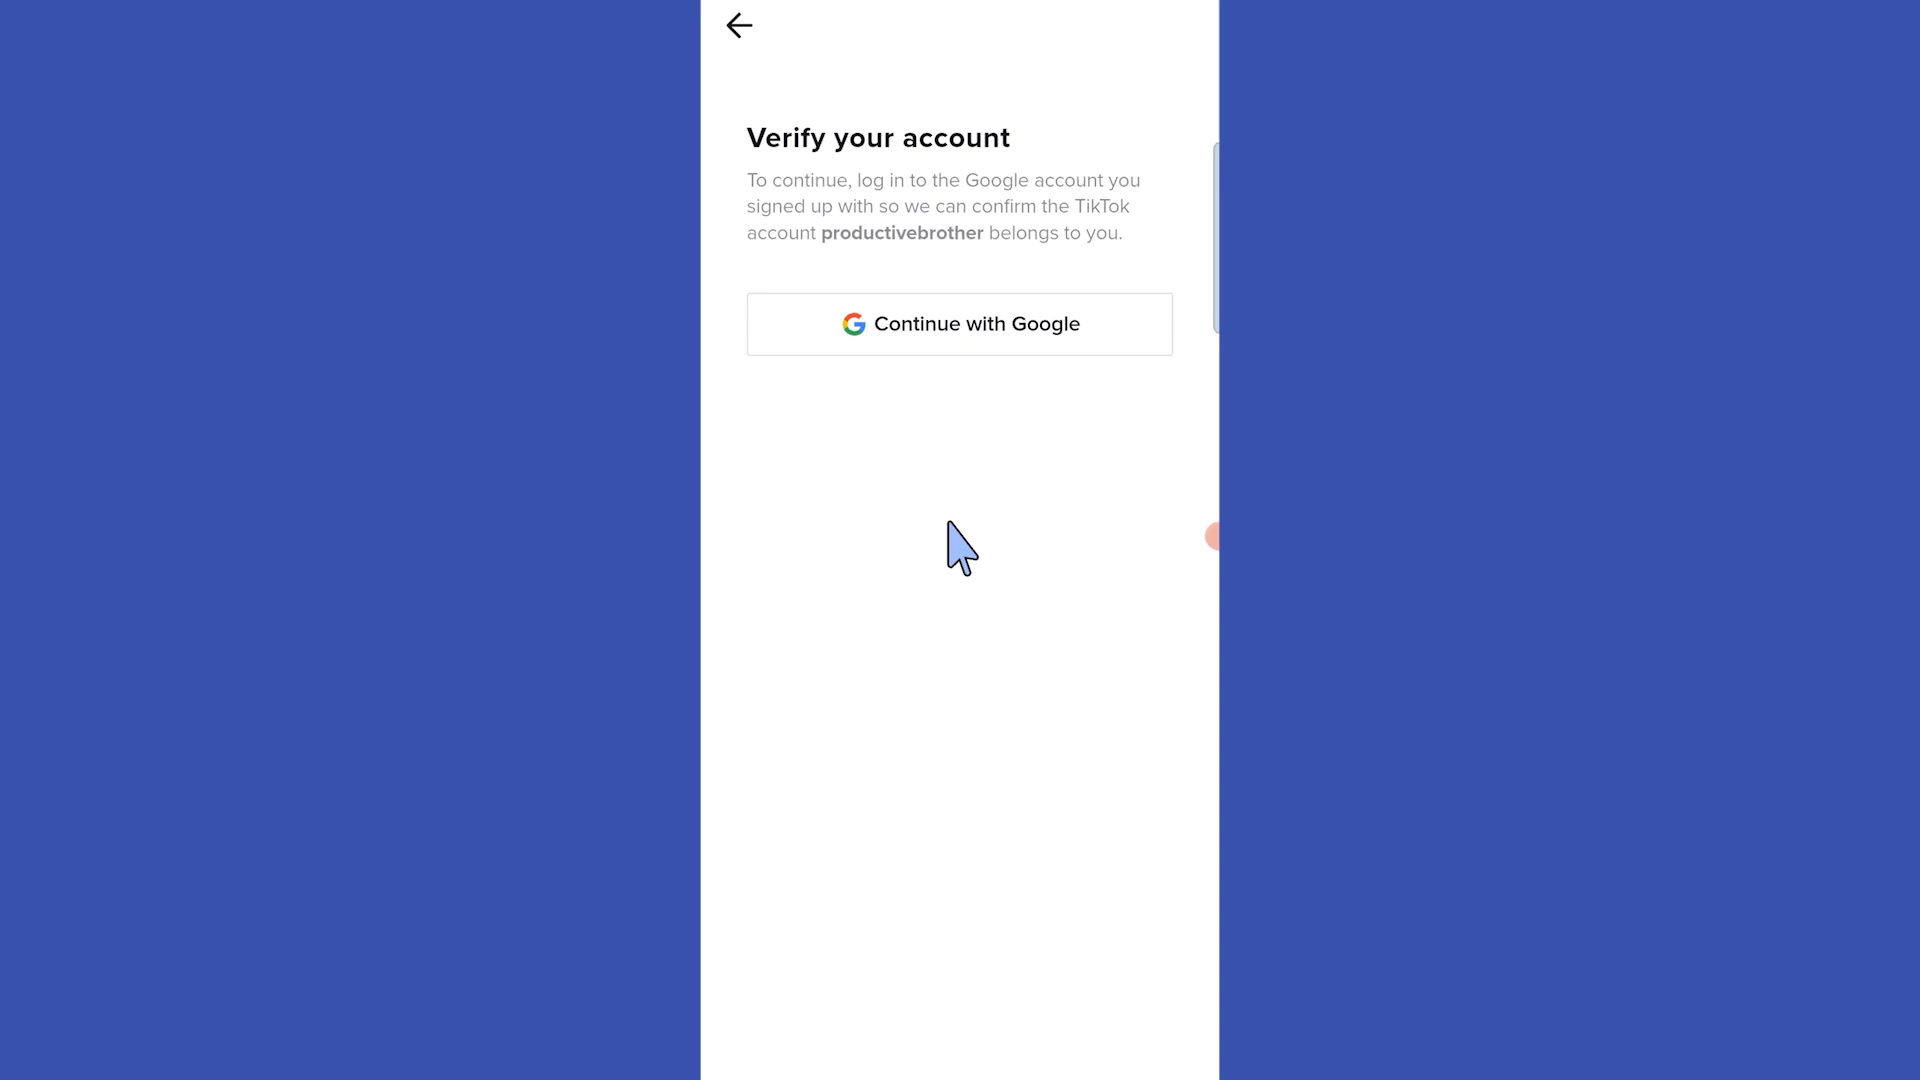 Verify your account
To continue, log in to the Google account you
signed up with so we can confirm the TikTok
account productivebrother belongs to you.
Continue with Google